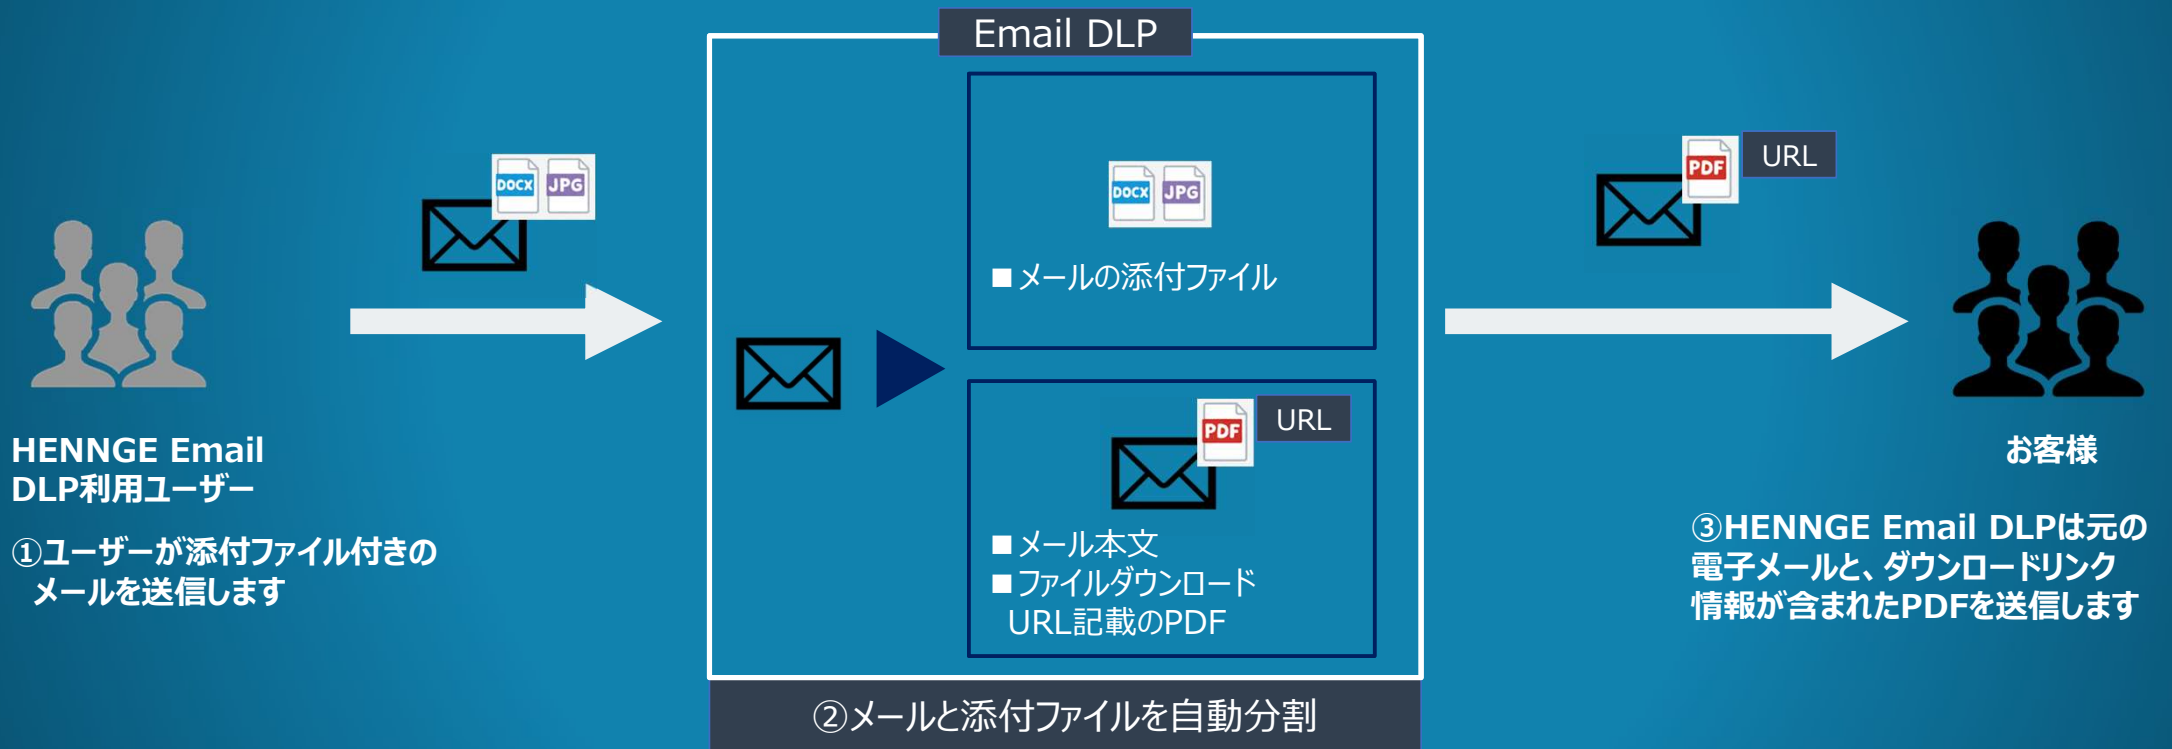 Email DLP
DOCX JPG
HENNGE Email
DLP利用ユーザー
①ユーザーが添付ファイル付きの
メールを送信します
DOCX JPG
■メールの添付ファイル
PDF URL
■メール本文
■ファイルダウンロード
URL記載のPDF
②メールと添付ファイルを自動分割
PDF URL
お客様
③HENNGE Email DLPは元の
電子メールと、ダウンロードリンク
情報が含まれたPDFを送信します